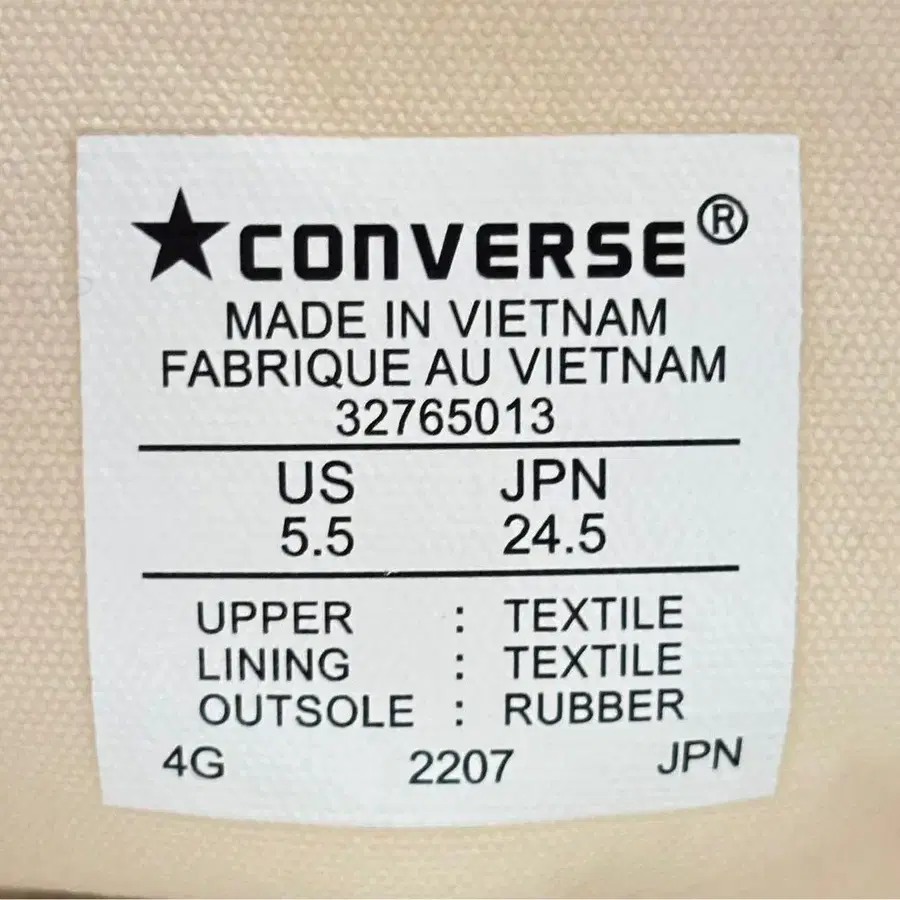 ★CONVERSE®
MADE IN VIETNAM
FABRIQUE AU VIETNAM
32765013
US JPN
5.5 24.5
UPPER : TEXTILE
LINING : TEXTILE
OUTSOLE : RUBBER
4G 2207 JPN